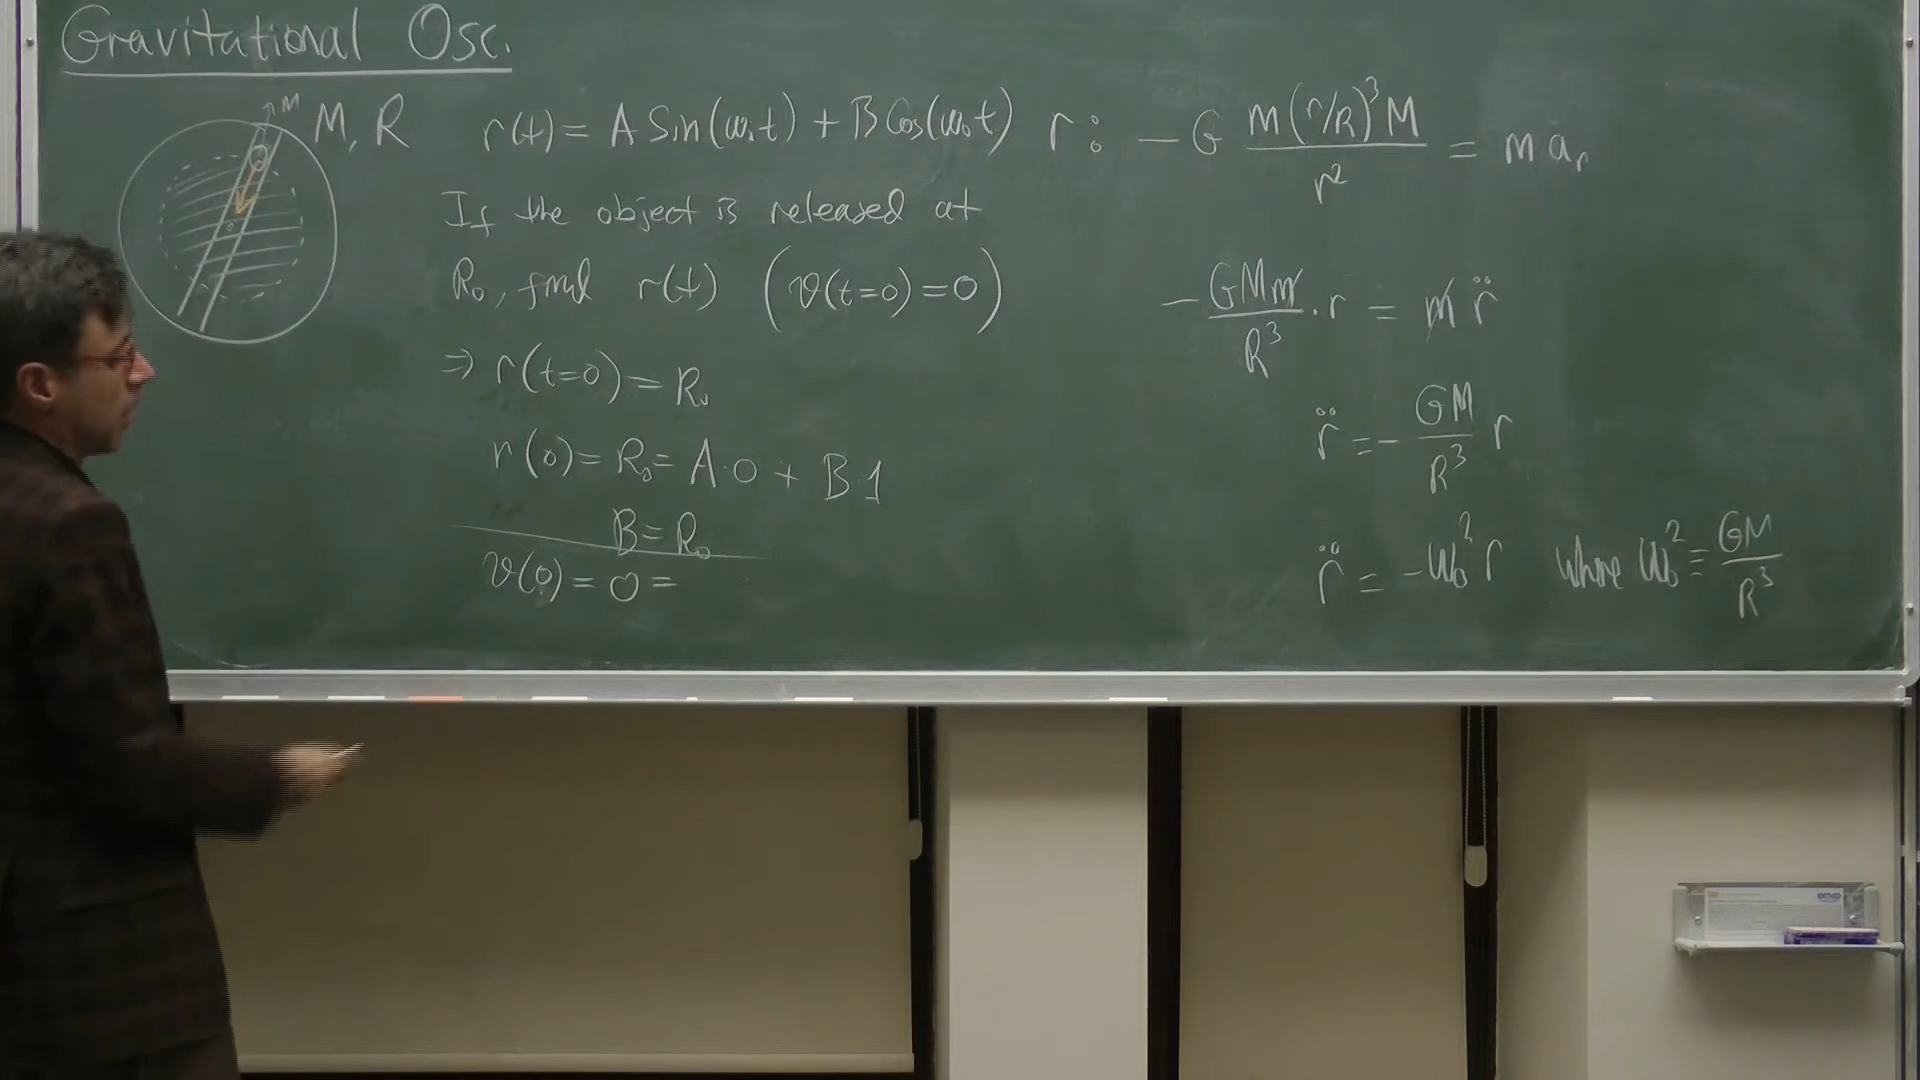 Gravitational Osc.
m
M, R
r(t) = A Sin(ω₀t) + B Cos(ω₀t)
If the object is released at
R₀, find r(t) (v(t=0)=0)
⇒ r(t=0) = R₀
r(0) = R₀ = A·0 + B 1
B = R₀
v(0) = 0 =
r: -G m(r/R)³M / r² = m aᵣ
-GMm/R³ · r = m r̈
r̈ = - GM/R³ r
r̈ = -ω₀² r where ω₀² ≡ GM/R³
emco